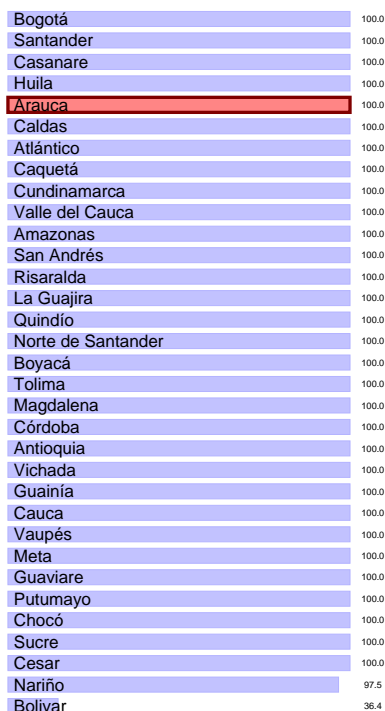 Bogotá 100.0
Santander 100.0
Casanare 100.0
Huila 100.0
Arauca 100.0
Caldas 100.0
Atlántico 100.0
Caquetá 100.0
Cundinamarca 100.0
Valle del Cauca 100.0
Amazonas 100.0
San Andrés 100.0
Risaralda 100.0
La Guajira 100.0
Quindío 100.0
Norte de Santander 100.0
Boyacá 100.0
Tolima 100.0
Magdalena 100.0
Córdoba 100.0
Antioquia 100.0
Vichada 100.0
Guainía 100.0
Cauca 100.0
Vaupés 100.0
Meta 100.0
Guaviare 100.0
Putumayo 100.0
Chocó 100.0
Sucre 100.0
Cesar 100.0
Nariño 97.5
Bolivar 36.4